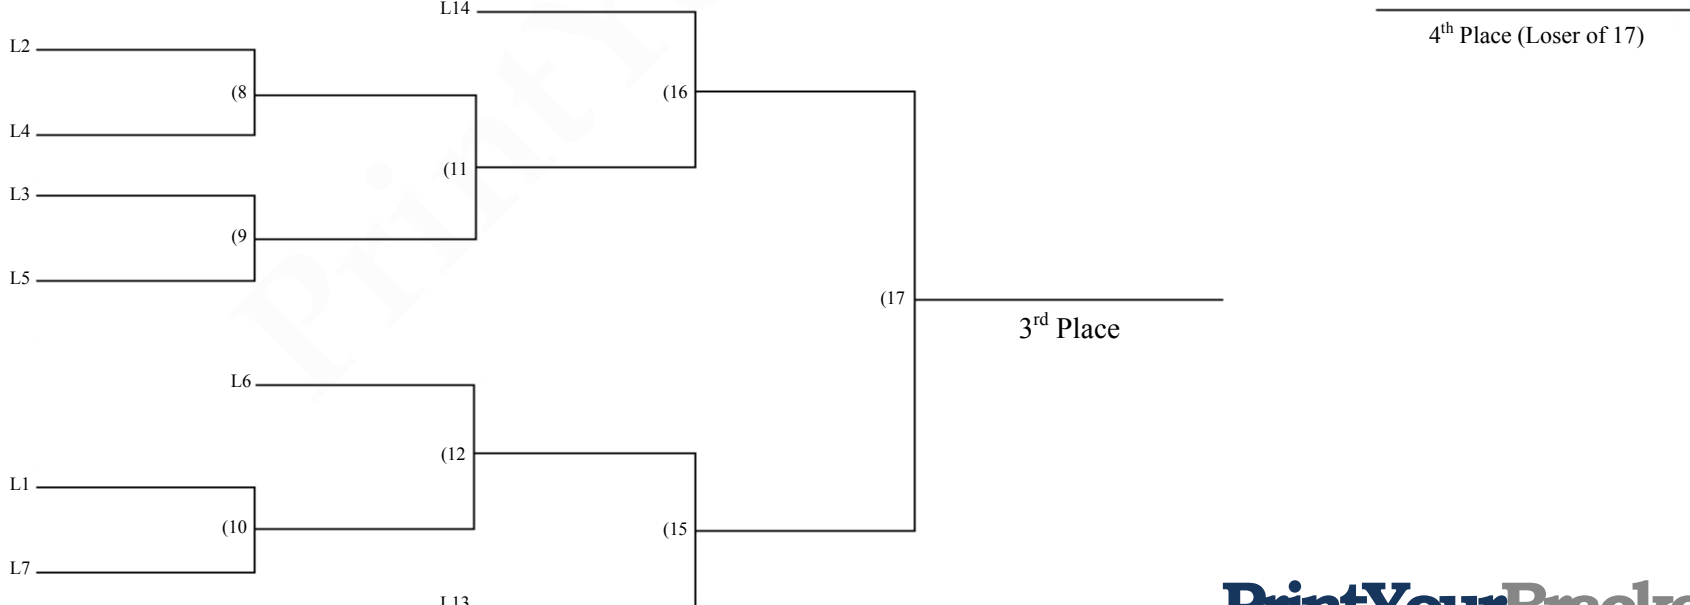 L14
4th Place (Loser of 17)
L2
(8
(16
L4
(11
L3
(9
L5
(17
3rd Place
L6
(12
L1
(10
(15
L7
L13
PrintYour